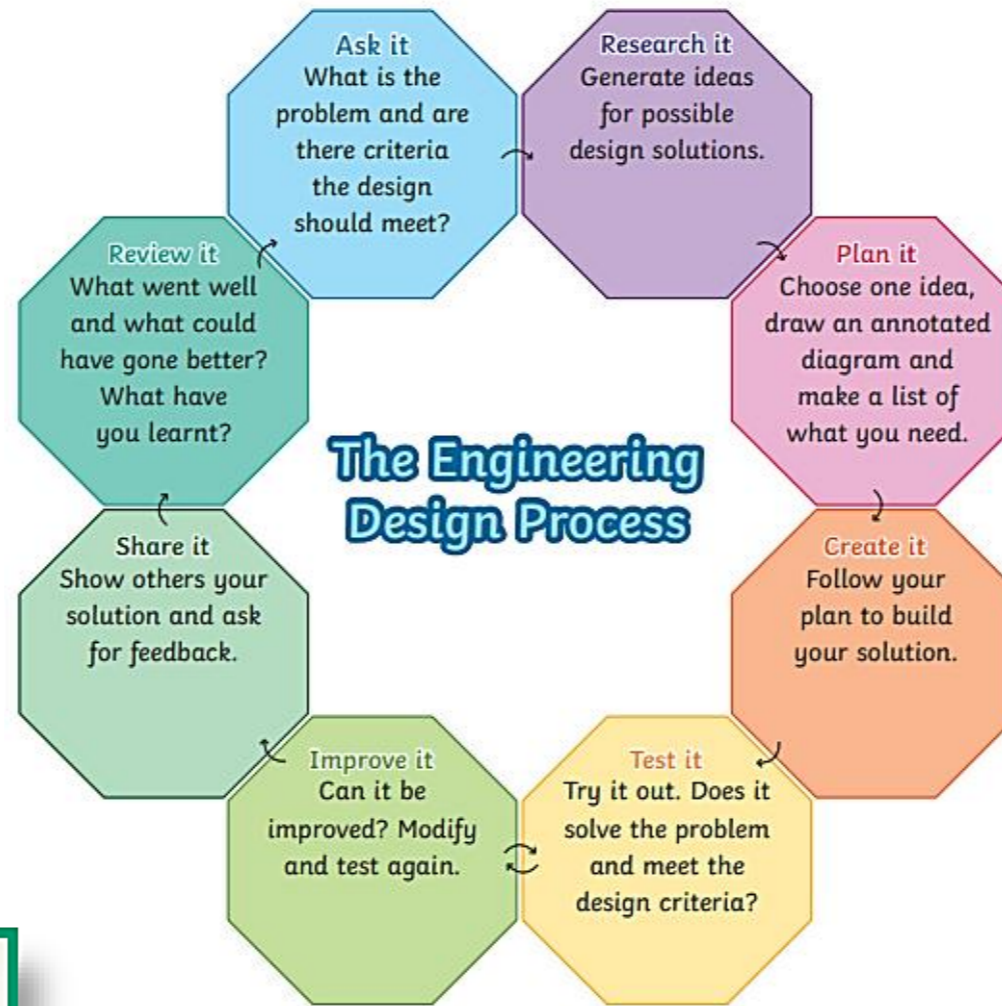 Ask it
What is the
problem and are
there criteria
the design
should meet?
Research it
Generate ideas
for possible
design solutions.
Plan it
Choose one idea,
draw an annotated
diagram and
make a list of
what you need.
Create it
Follow your
plan to build
your solution.
Test it
Try it out. Does it
solve the problem
and meet the
design criteria?
Improve it
Can it be
improved? Modify
and test again.
Share it
Show others your
solution and ask
for feedback.
Review it
What went well
and what could
have gone better?
What have
you learnt?
The Engineering
Design Process